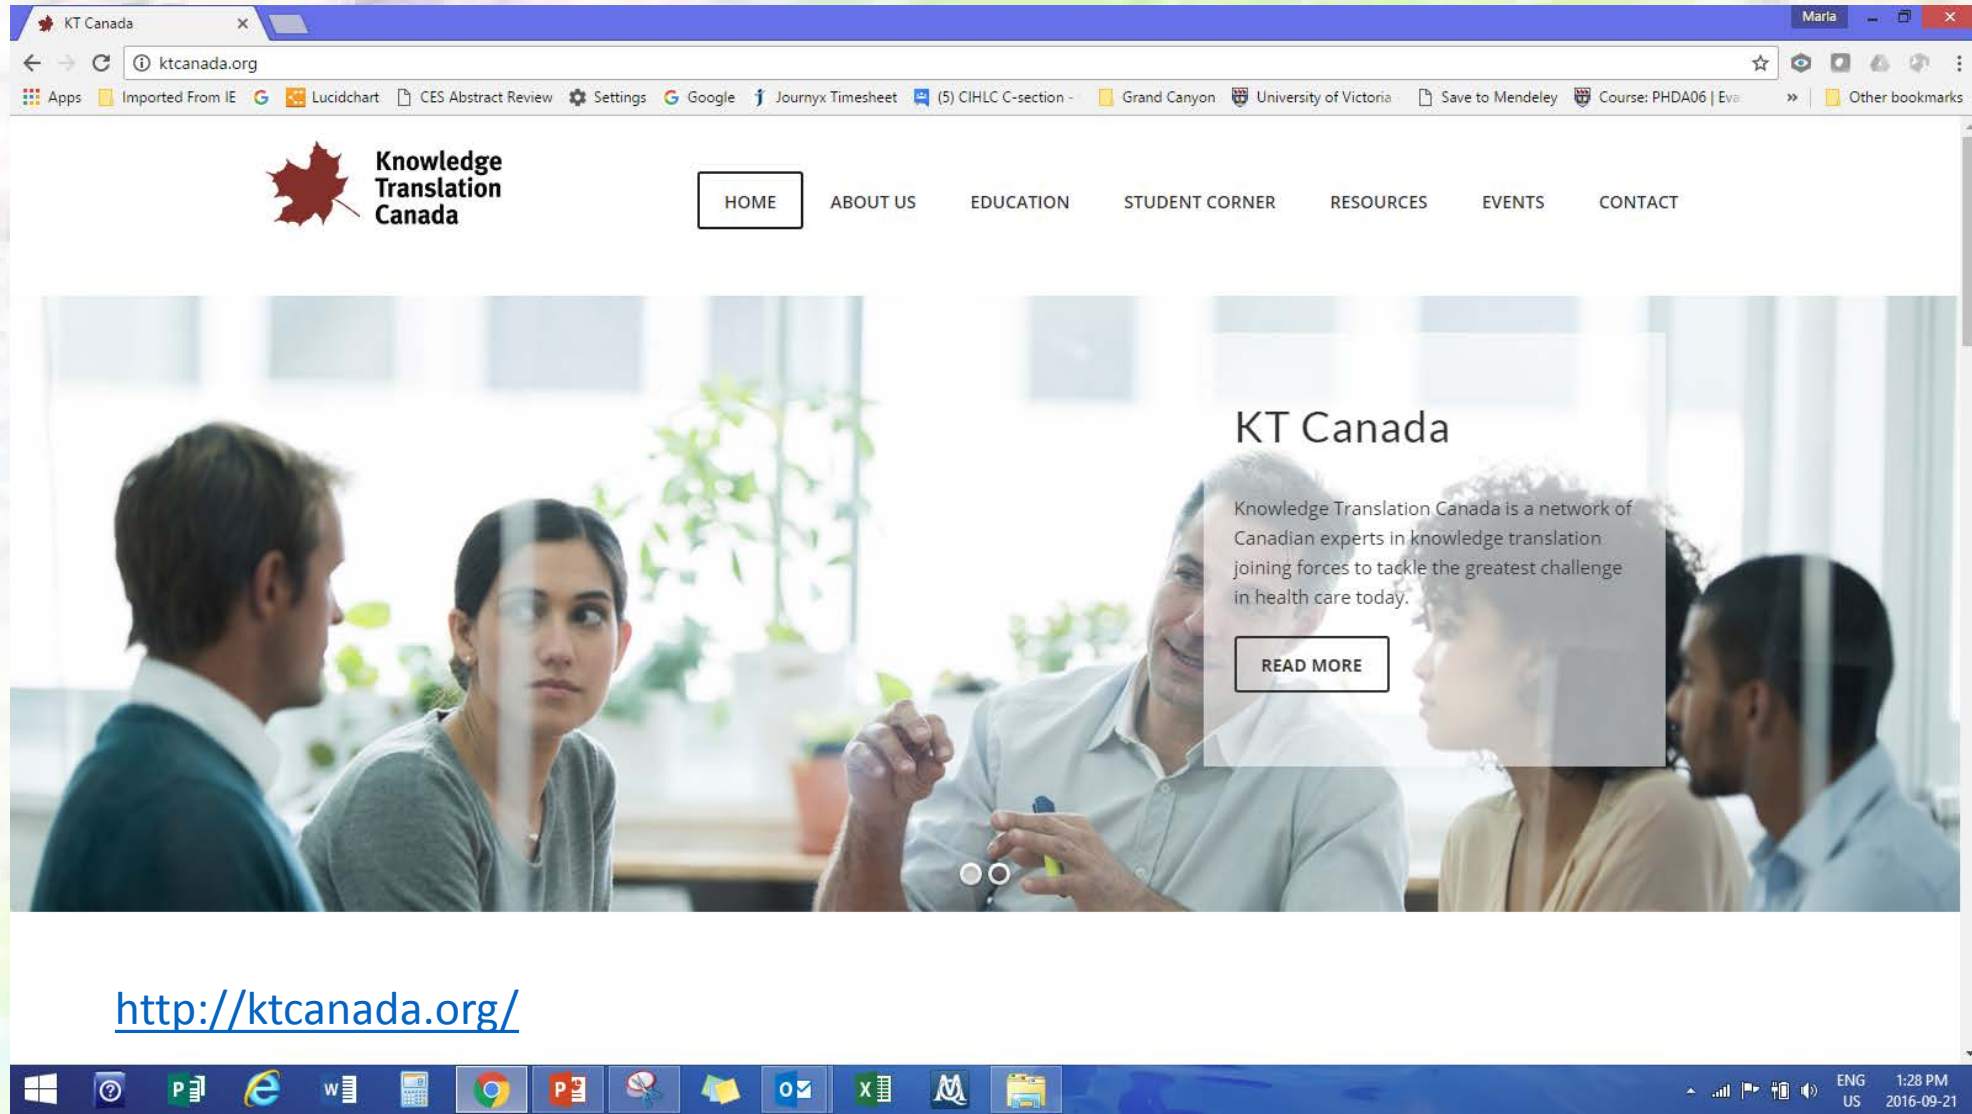 KT Canada
Marla
ktcanada.org
Apps Imported From IE Lucidchart CES Abstract Review Settings Google Journyx Timesheet (5) CIHLC C-section - Grand Canyon University of Victoria Save to Mendeley Course: PHDA06 | Eva » Other bookmarks
Knowledge
Translation
Canada
HOME ABOUT US EDUCATION STUDENT CORNER RESOURCES EVENTS CONTACT
KT Canada
Knowledge Translation Canada is a network of
Canadian experts in knowledge translation
joining forces to tackle the greatest challenge
in health care today.
READ MORE
http://ktcanada.org/
ENG 1:28 PM
US 2016-09-21